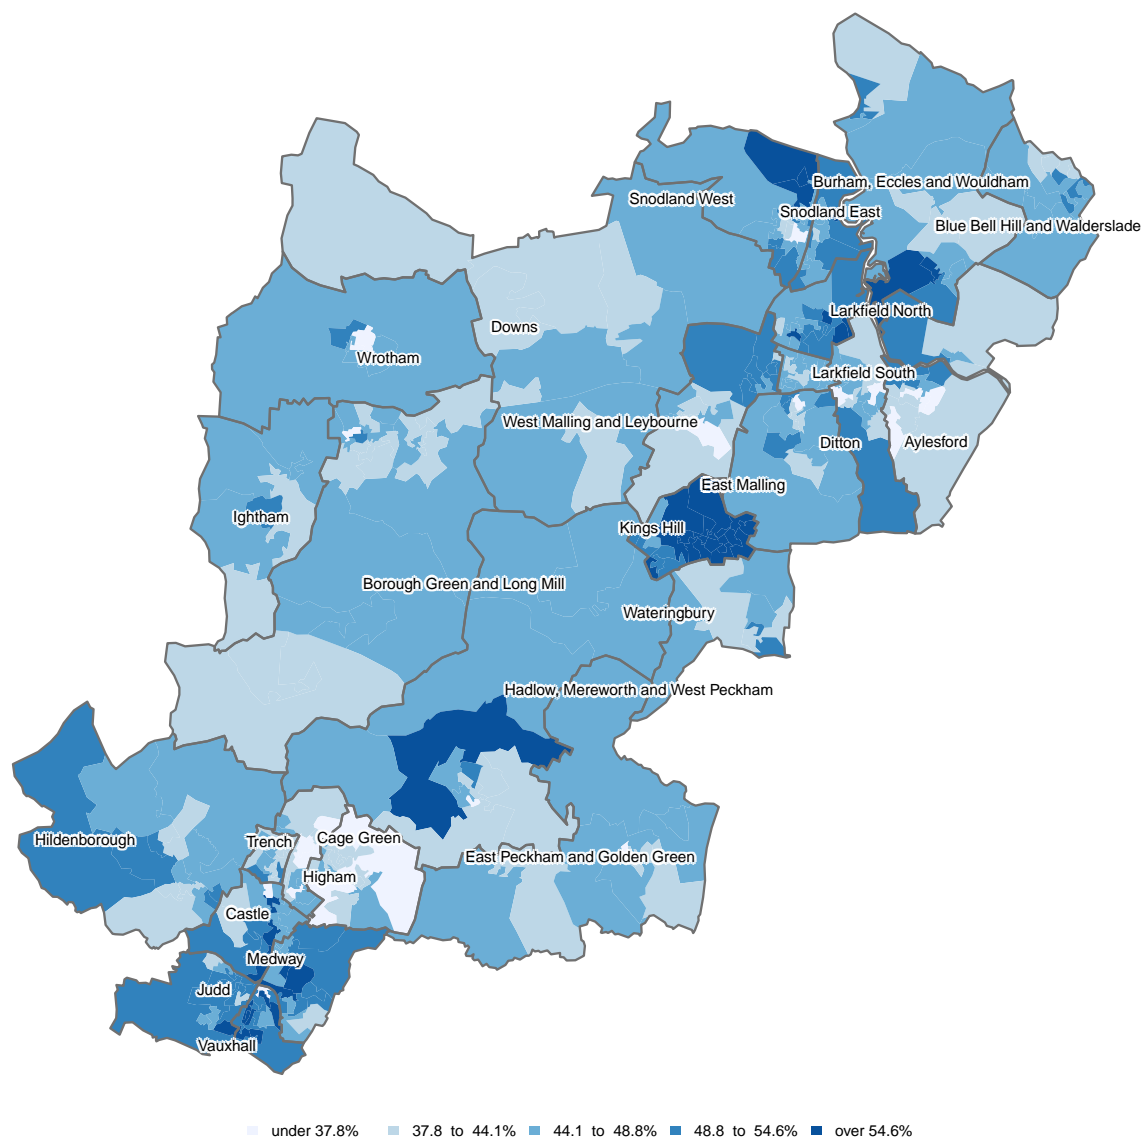 Burham, Eccles and Wouldham
Snodland West
Snodland East
Blue Bell Hill and Walderslade
Larkfield North
Downs
Wrotham
Larkfield South
West Malling and Leybourne
Ditton
Aylesford
East Malling
Ightham
Kings Hill
Borough Green and Long Mill
Wateringbury
Hadlow, Mereworth and West Peckham
Hildenborough
Trench
Cage Green
East Peckham and Golden Green
Higham
Castle
Medway
Judd
Vauxhall
under 37.8% 37.8 to 44.1% 44.1 to 48.8% 48.8 to 54.6% over 54.6%